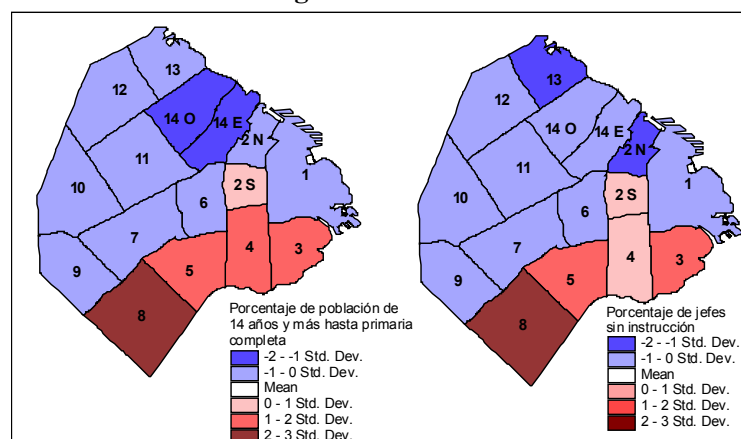 13
12
14 O
14 E
2 N
11
1
10
2 S
6
7
4
3
5
9
8
Porcentaje de población de
14 años y más hasta primaria
completa
-2 - -1 Std. Dev.
-1 - 0 Std. Dev.
Mean
0 - 1 Std. Dev.
1 - 2 Std. Dev.
2 - 3 Std. Dev.
13
12
14 O
14 E
2 N
11
1
10
2 S
6
7
4
3
5
9
8
Porcentaje de jefes
sin instrucción
-2 - -1 Std. Dev.
-1 - 0 Std. Dev.
Mean
0 - 1 Std. Dev.
1 - 2 Std. Dev.
2 - 3 Std. Dev.